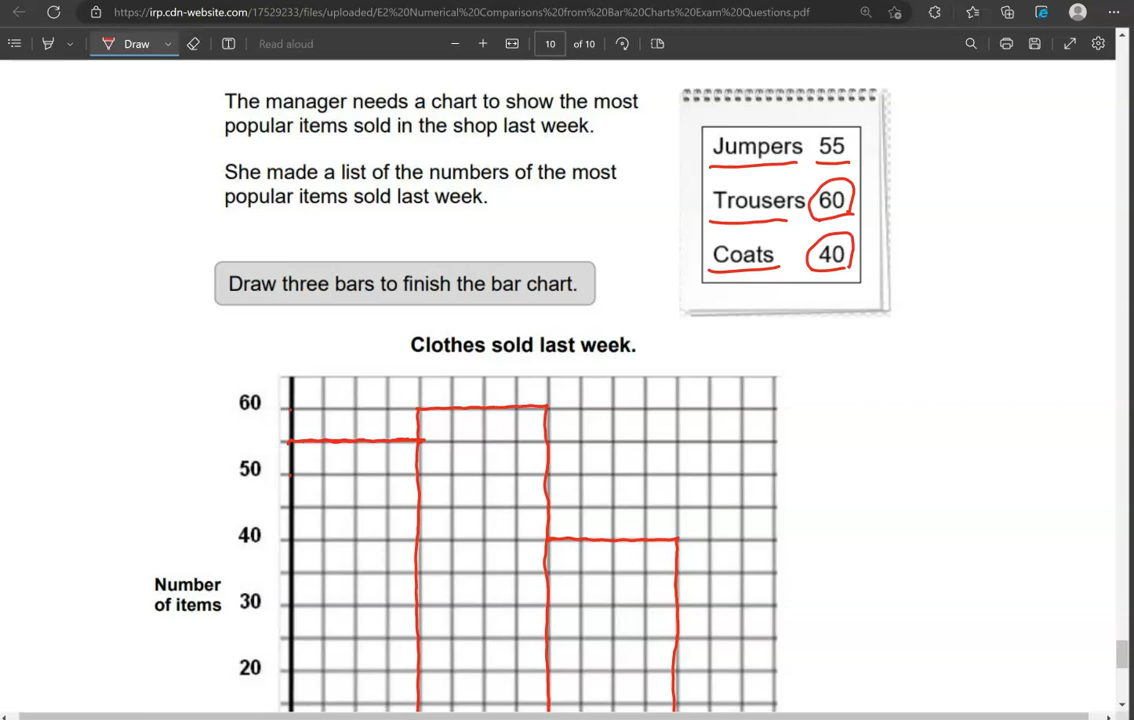 https://irp.cdn-website.com/17529233/files/uploaded/E2%20Numerical%20Comparisons%20from%20Bar%20Charts%20Exam%20Questions.pdf
Draw
Read aloud
10 of 10
The manager needs a chart to show the most
popular items sold in the shop last week.
She made a list of the numbers of the most
popular items sold last week.
Jumpers 55
Trousers 60
Coats 40
Draw three bars to finish the bar chart.
Clothes sold last week.
60
50
40
Number
of items
30
20